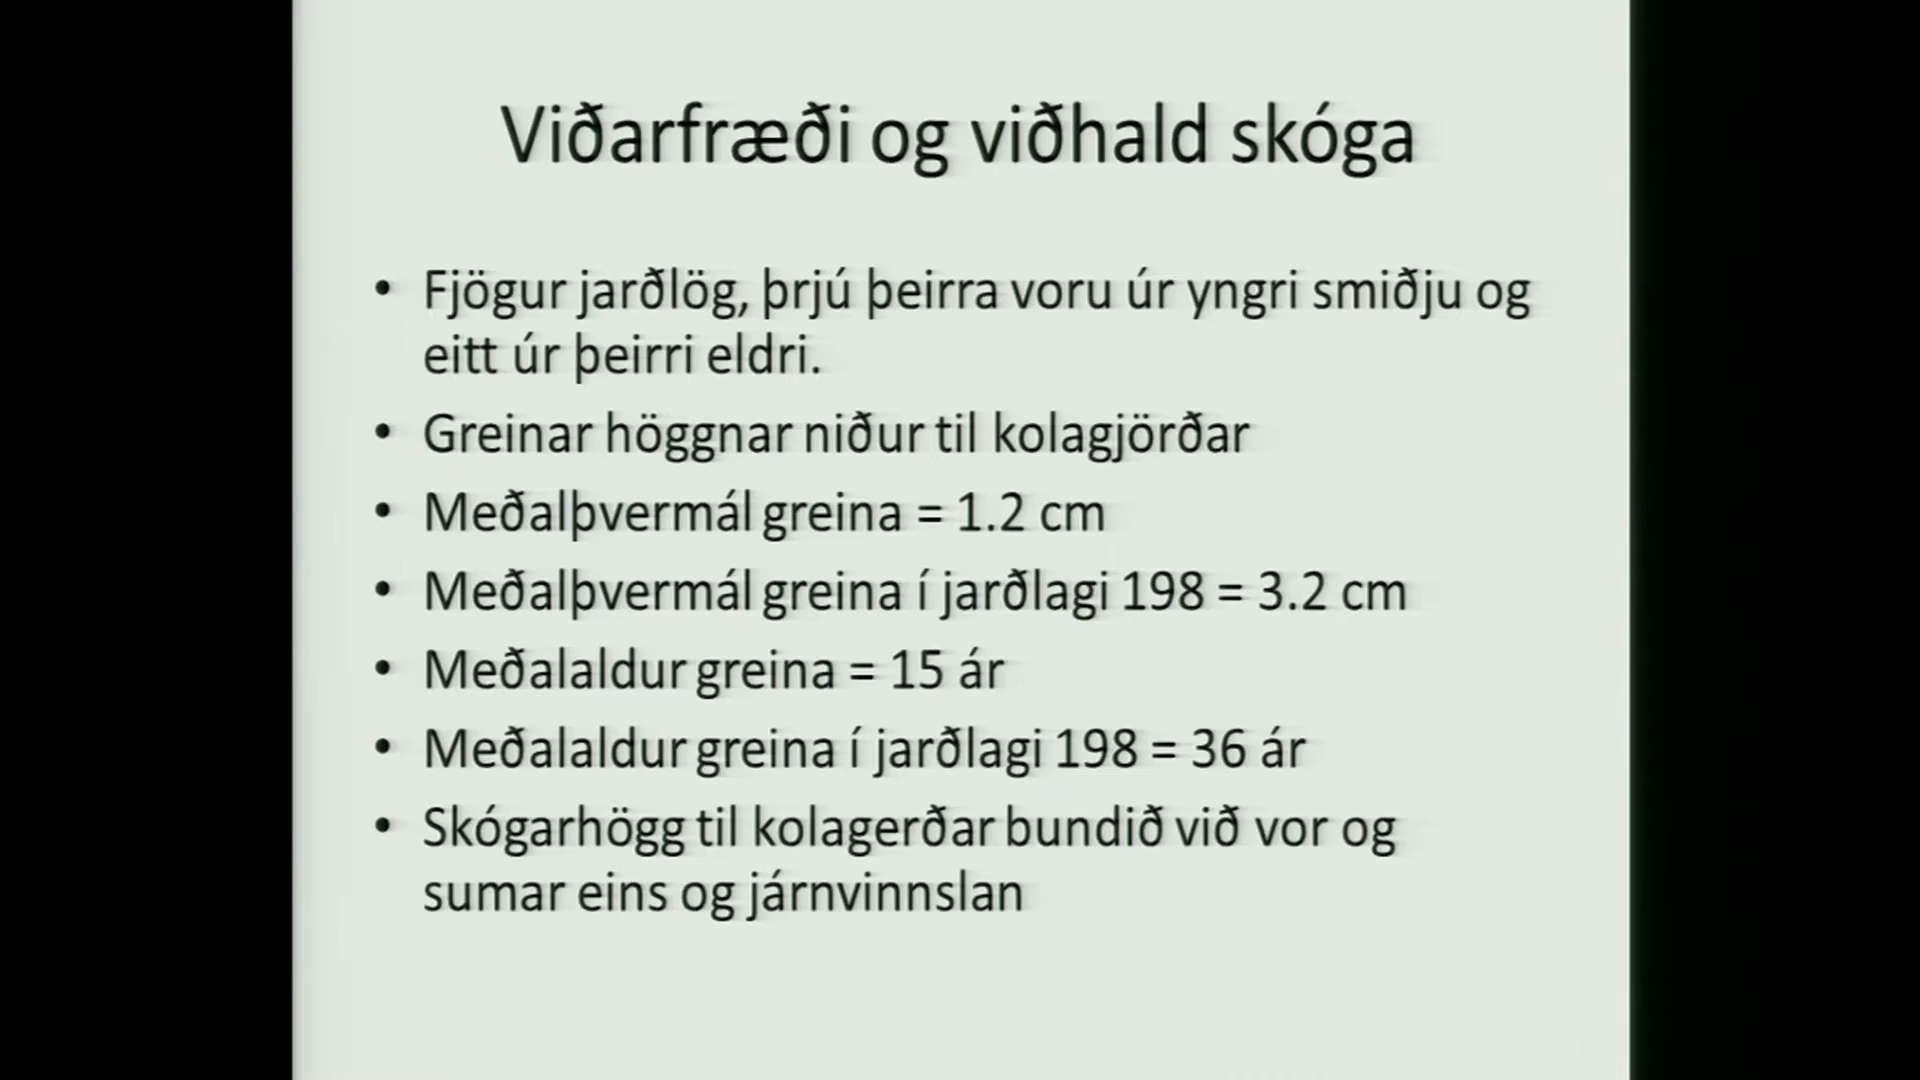 Viðarfræði og viðhald skóga
• Fjögur jarðlög, þrjú þeirra voru úr yngri smiðju og
eitt úr þeirri eldri.
• Greinar höggnar niður til kolagjörðar
• Meðalþvermál greina = 1.2 cm
• Meðalþvermál greina í jarðlagi 198 = 3.2 cm
• Meðalaldur greina = 15 ár
• Meðalaldur greina í jarðlagi 198 = 36 ár
• Skógarhögg til kolagerðar bundið við vor og
sumar eins og járnvinnslan